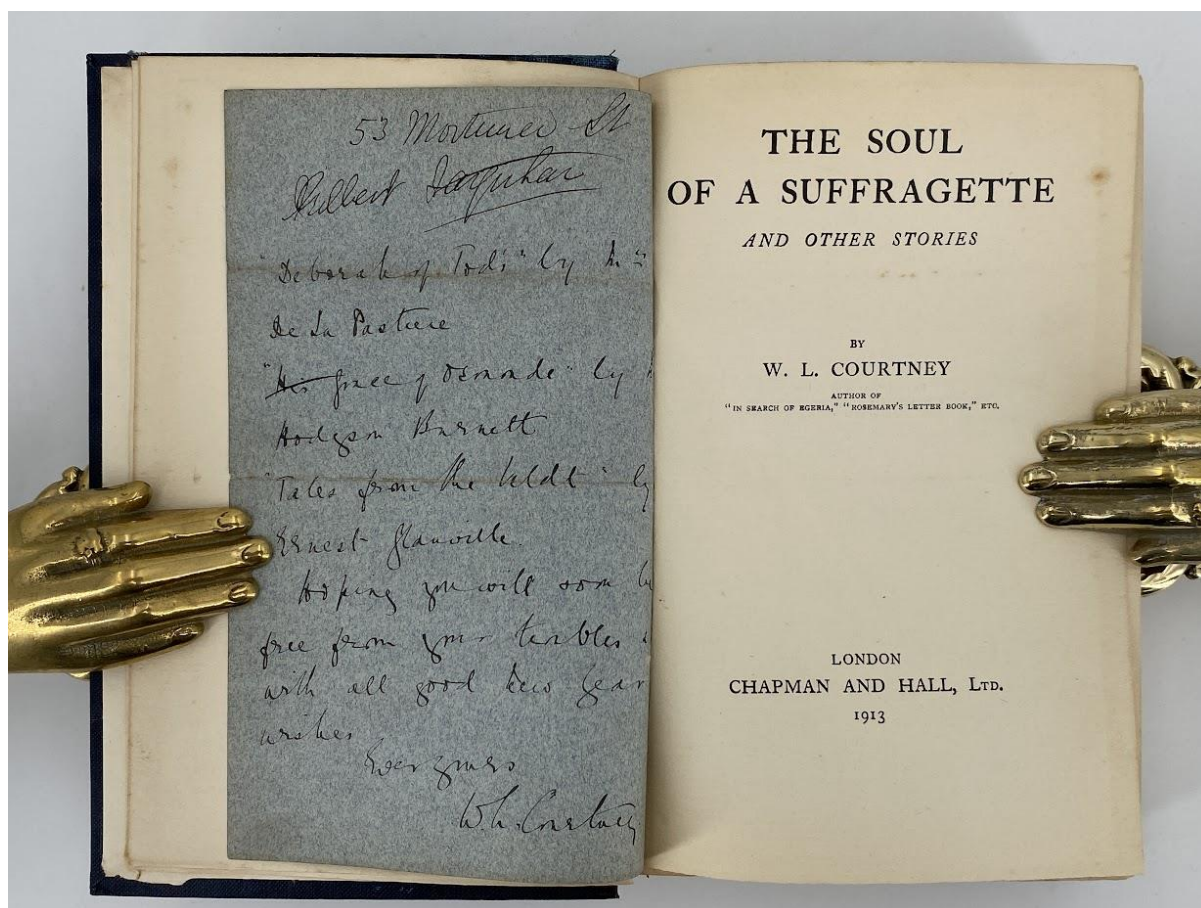 53 Mortimer St
Gilbert Farquhar
"Deborah of Tod's" by M
De La Pasture
"His Grace of Osmonde" by
Hodgson Burnett
"Tales from the Veldt" by
Ernest Glanville.
Hoping you will soon be
free from your troubles
with all good New Year
wishes
Ever yours
W. L. Courtney
THE SOUL
OF A SUFFRAGETTE
AND OTHER STORIES
BY
W. L. COURTNEY
AUTHOR OF
"IN SEARCH OF EGERIA," "ROSEMARY'S LETTER BOOK," ETC.
LONDON
CHAPMAN AND HALL, LTD.
1913